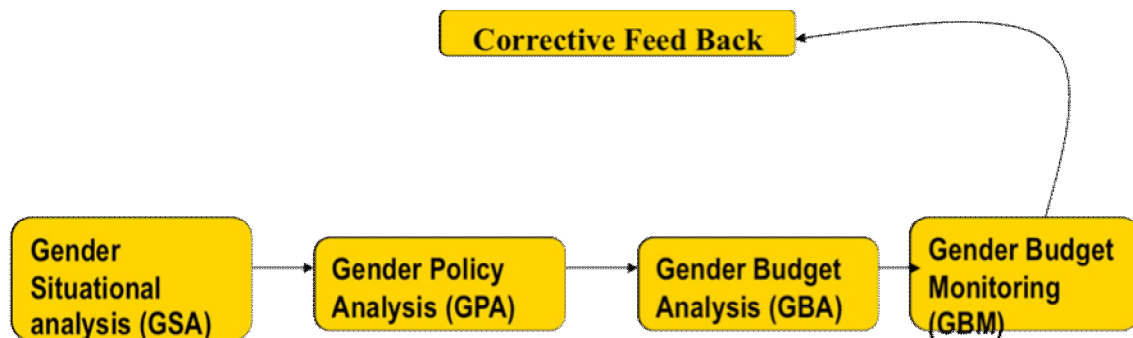 Corrective Feed Back
Gender
Situational
analysis (GSA)
Gender Policy
Analysis (GPA)
Gender Budget
Analysis (GBA)
Gender Budget
Monitoring
(GBM)